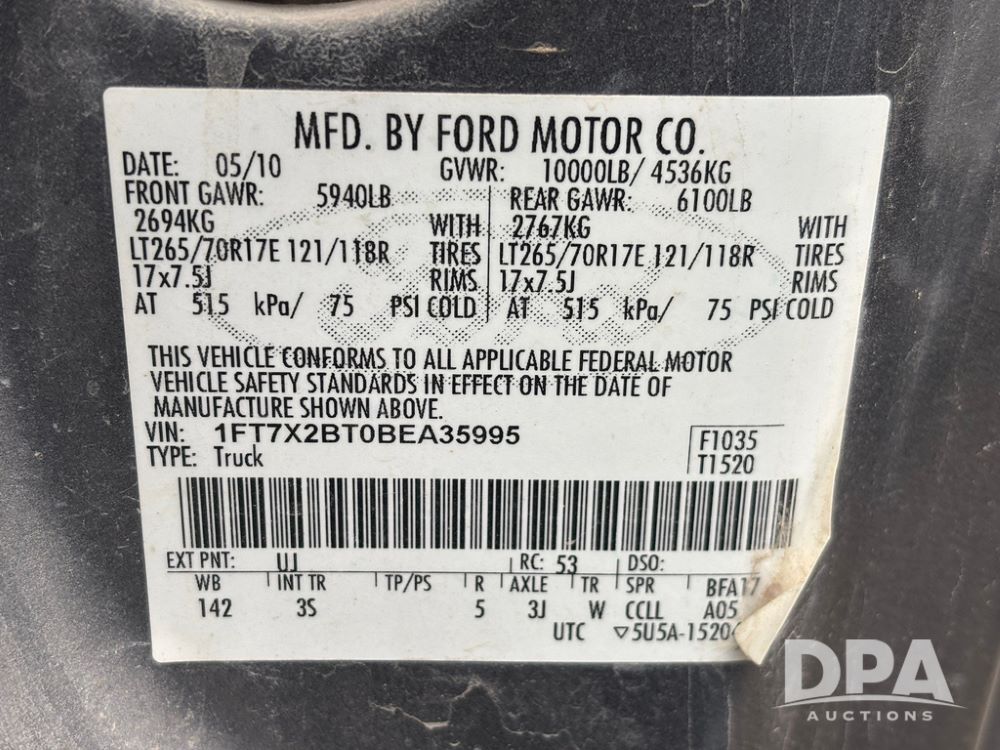 MFD. BY FORD MOTOR CO.
DATE: 05/10 GVWR: 10000LB/ 4536KG
FRONT GAWR: 5940LB REAR GAWR: 6100LB
2694KG WITH 2767KG WITH
LT265/70R17E 121/118R TIRES LT265/70R17E 121/118R TIRES
17x7.5J RIMS 17x7.5J RIMS
AT 515 kPa/ 75 PSI COLD AT 515 kPa/ 75 PSI COLD
THIS VEHICLE CONFORMS TO ALL APPLICABLE FEDERAL MOTOR
VEHICLE SAFETY STANDARDS IN EFFECT ON THE DATE OF
MANUFACTURE SHOWN ABOVE.
VIN: 1FT7X2BT0BEA35995 F1035
TYPE: Truck T1520
EXT PNT: UJ RC: 53 DSO:
WB INT TR TP/PS R AXLE TR SPR BFA17
142 3S 5 3J W CCLL A05
UTC ▽5U5A-1520
DPA
AUCTIONS